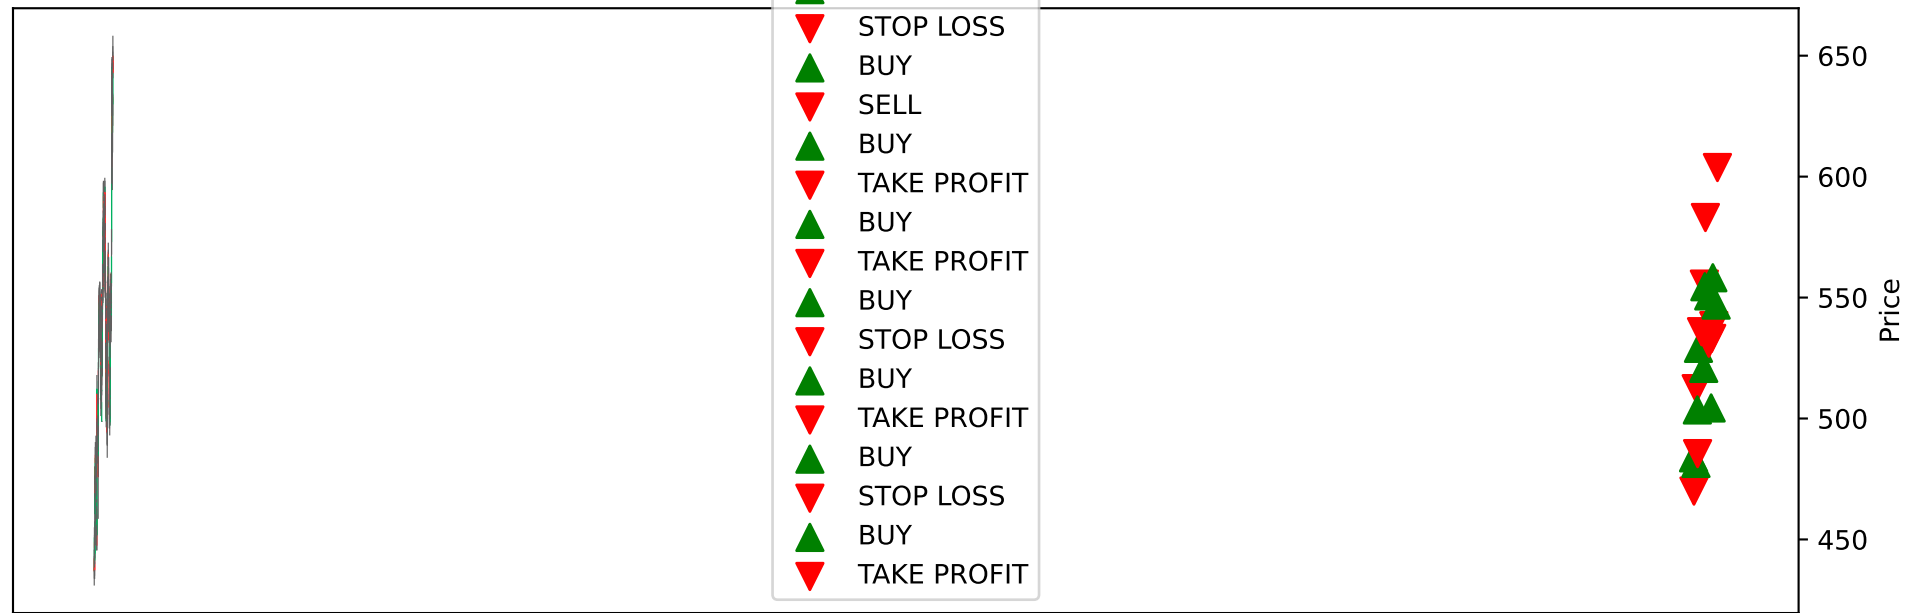 STOP LOSS
BUY
SELL
BUY
TAKE PROFIT
BUY
TAKE PROFIT
BUY
STOP LOSS
BUY
TAKE PROFIT
BUY
STOP LOSS
BUY
TAKE PROFIT
650
600
550
500
450
Price